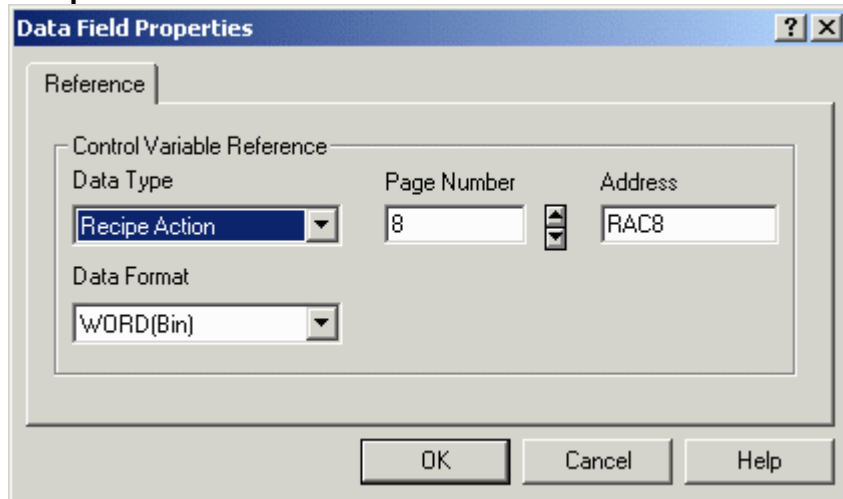 Data Field Properties ? X
Reference
Control Variable Reference
Data Type Page Number Address
Recipe Action 8 RAC8
Data Format
WORD(Bin)
OK Cancel Help